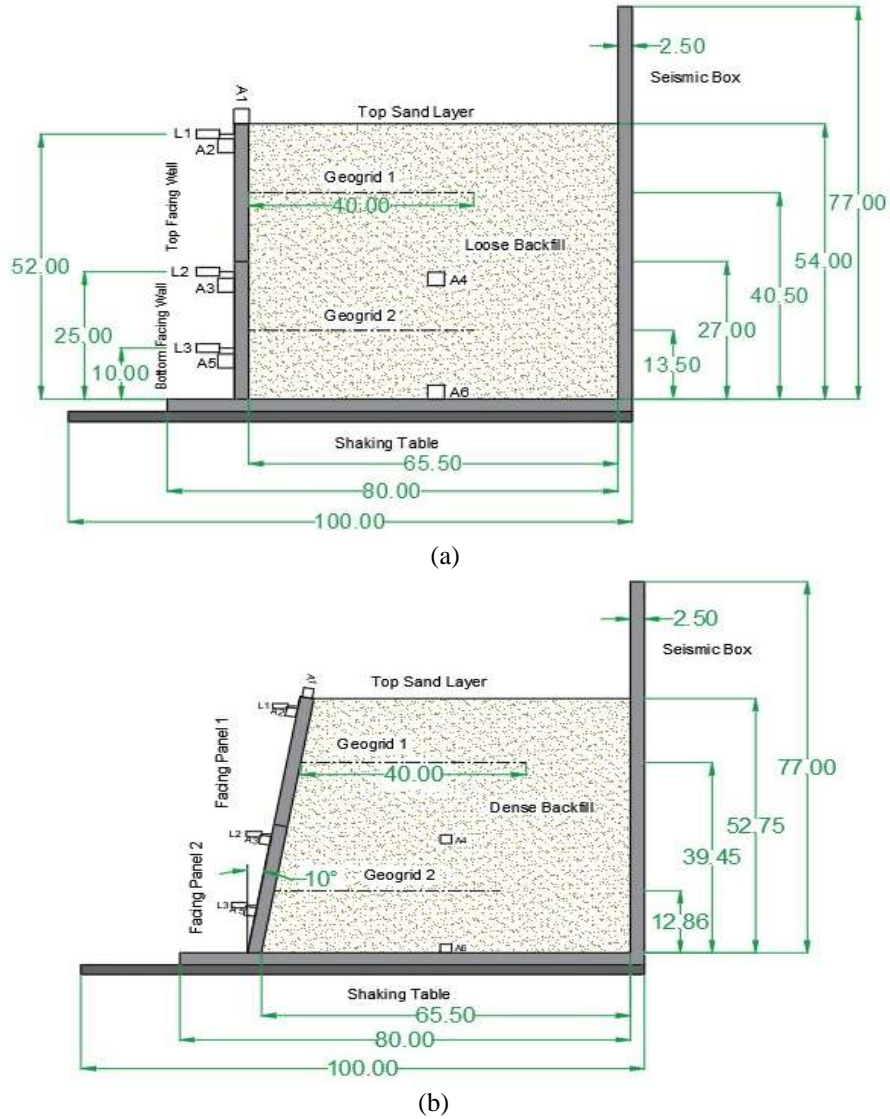 2.50
Seismic Box
A1
Top Sand Layer
L1
A2
Top Facing Wall
Geogrid 1
40.00
77.00
Loose Backfill
54.00
52.00
L2
A3
A4
40.50
25.00
Bottom Facing Wall
Geogrid 2
27.00
L3
A5
10.00
13.50
A6
Shaking Table
65.50
80.00
100.00
(a)
2.50
Seismic Box
A1
Top Sand Layer
L1
A2
Facing Panel 1
Geogrid 1
40.00
77.00
Dense Backfill
52.75
L2
A3
A4
39.45
Facing Panel 2
10°
Geogrid 2
L3
A5
12.86
A6
Shaking Table
65.50
80.00
100.00
(b)